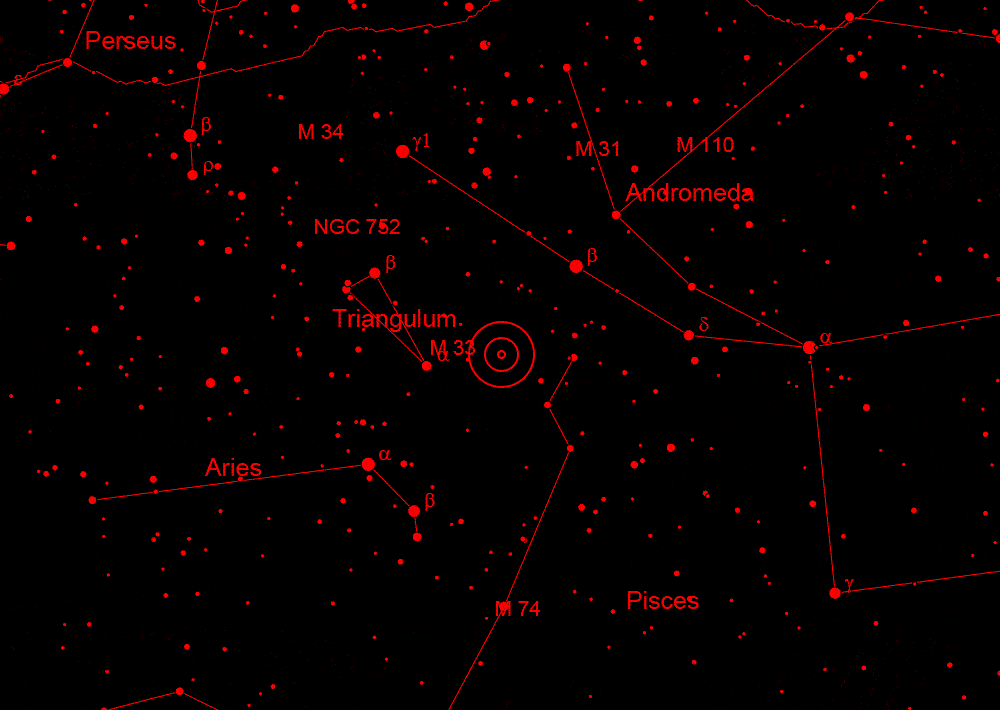 Perseus
ε
β
ρ
M 34
γ1
M 31
M 110
Andromeda
NGC 752
β
β
Triangulum
M 33
α
δ
α
Aries
α
β
γ
Pisces
M 74